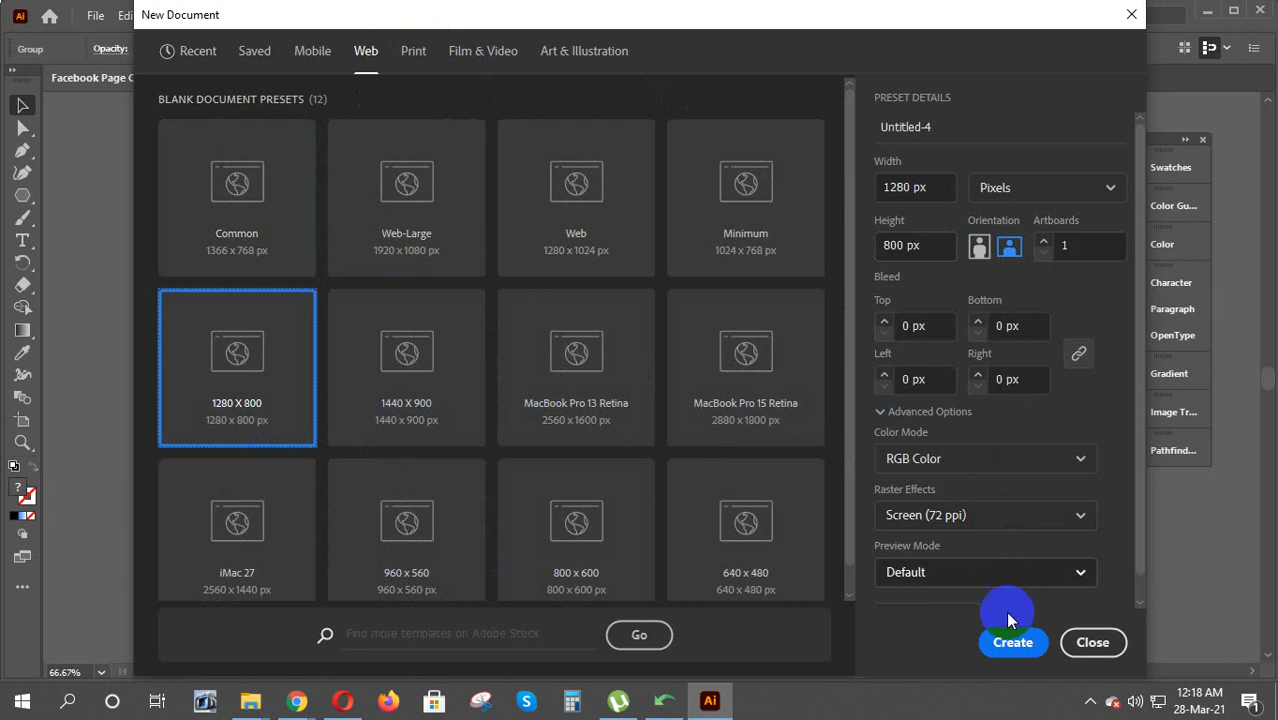 Ai
File
Edi
New Document
Group
Opacity:
Recent
Saved
Mobile
Web
Print
Film & Video
Art & Illustration
Facebook Page C
BLANK DOCUMENT PRESETS (12)
Common
1366 x 768 px
Web-Large
1920 x 1080 px
Web
1280 x 1024 px
Minimum
1024 x 768 px
1280 X 800
1280 x 800 px
1440 X 900
1440 x 900 px
MacBook Pro 13 Retina
2560 x 1600 px
MacBook Pro 15 Retina
2880 x 1800 px
iMac 27
2560 x 1440 px
960 x 560
960 x 560 px
800 x 600
800 x 600 px
640 x 480
640 x 480 px
Find more templates on Adobe Stock
Go
PRESET DETAILS
Untitled-4
Width
1280 px
Pixels
Height
Orientation
Artboards
800 px
1
Bleed
Top
Bottom
0 px
0 px
Left
Right
0 px
0 px
Advanced Options
Color Mode
RGB Color
Raster Effects
Screen (72 ppi)
Preview Mode
Default
Create
Close
Swatches
Color Gu...
Color
Character
Paragraph
OpenType
Gradient
Image Tr...
Pathfind...
?
66.67%
S
Ai
12:18 AM
28-Mar-21
1